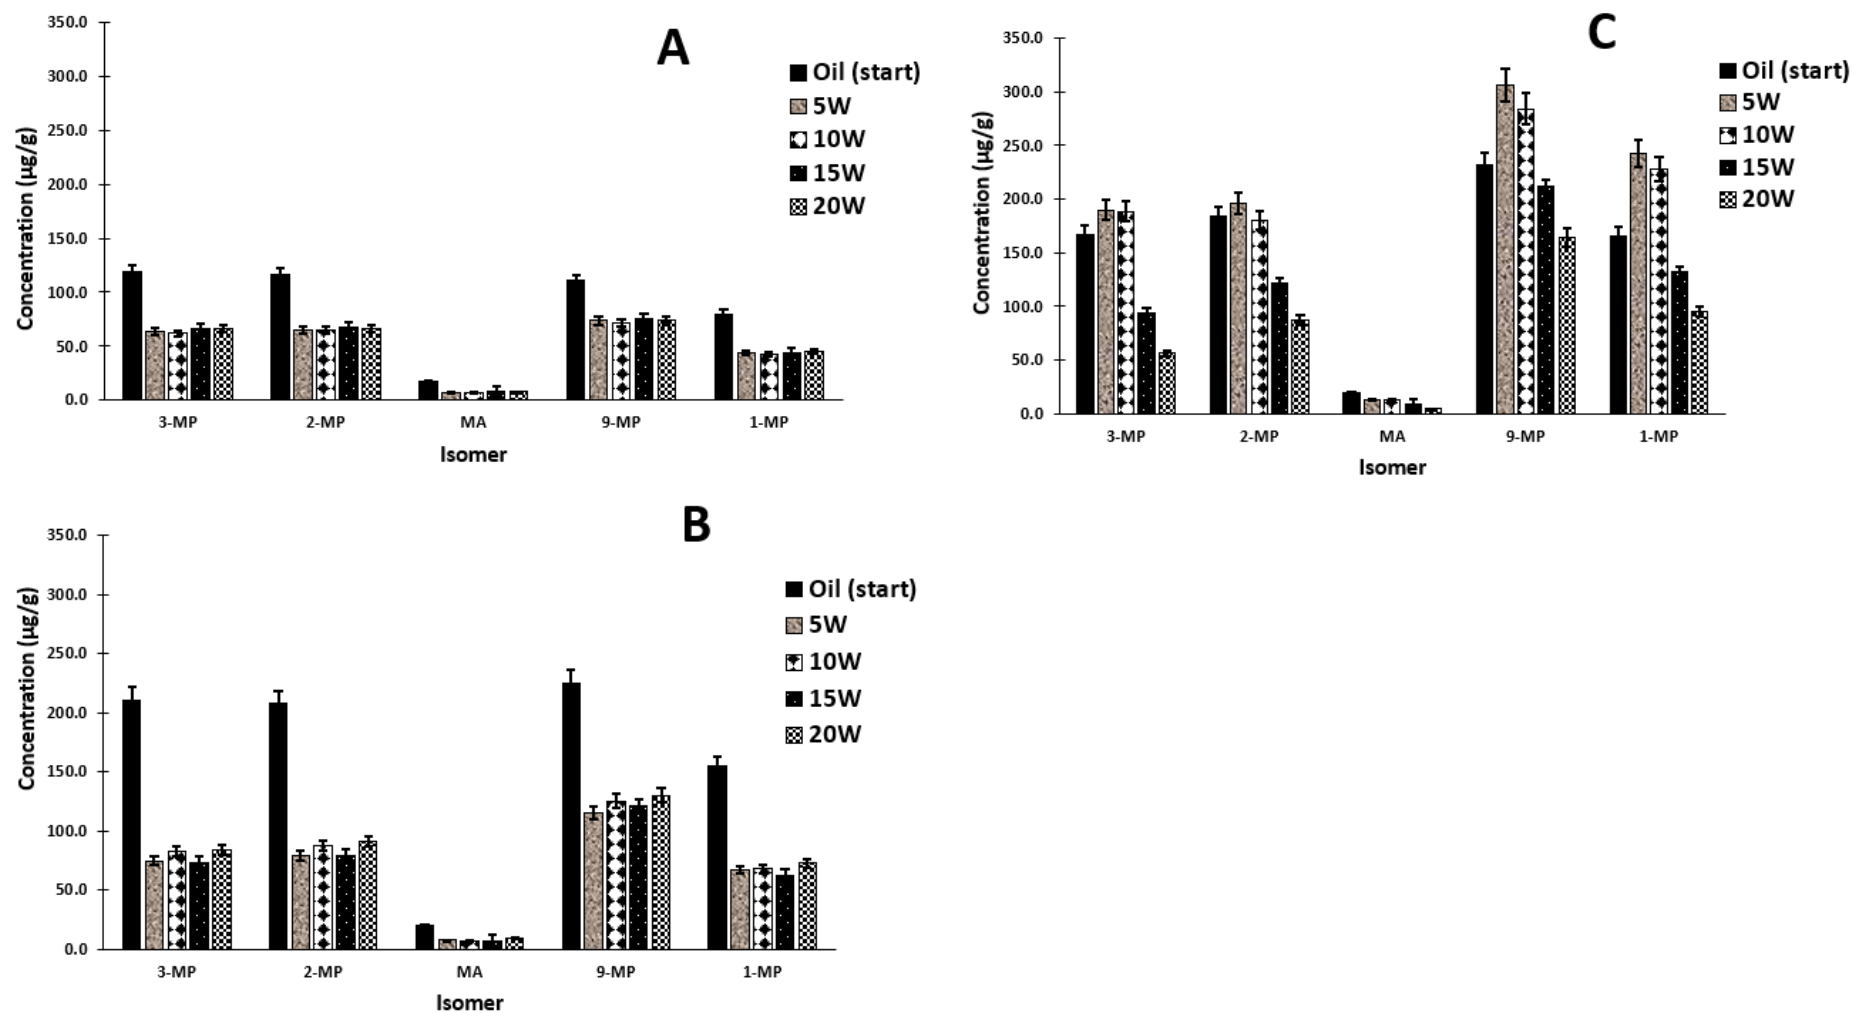 A
350.0
300.0
250.0
200.0
150.0
100.0
50.0
0.0
Concentration (µg/g)
3-MP 2-MP MA 9-MP 1-MP
Isomer
Oil (start)
5W
10W
15W
20W
C
350.0
300.0
250.0
200.0
150.0
100.0
50.0
0.0
Concentration (µg/g)
3-MP 2-MP MA 9-MP 1-MP
Isomer
Oil (start)
5W
10W
15W
20W
B
350.0
300.0
250.0
200.0
150.0
100.0
50.0
0.0
Concentration (µg/g)
3-MP 2-MP MA 9-MP 1-MP
Isomer
Oil (start)
5W
10W
15W
20W